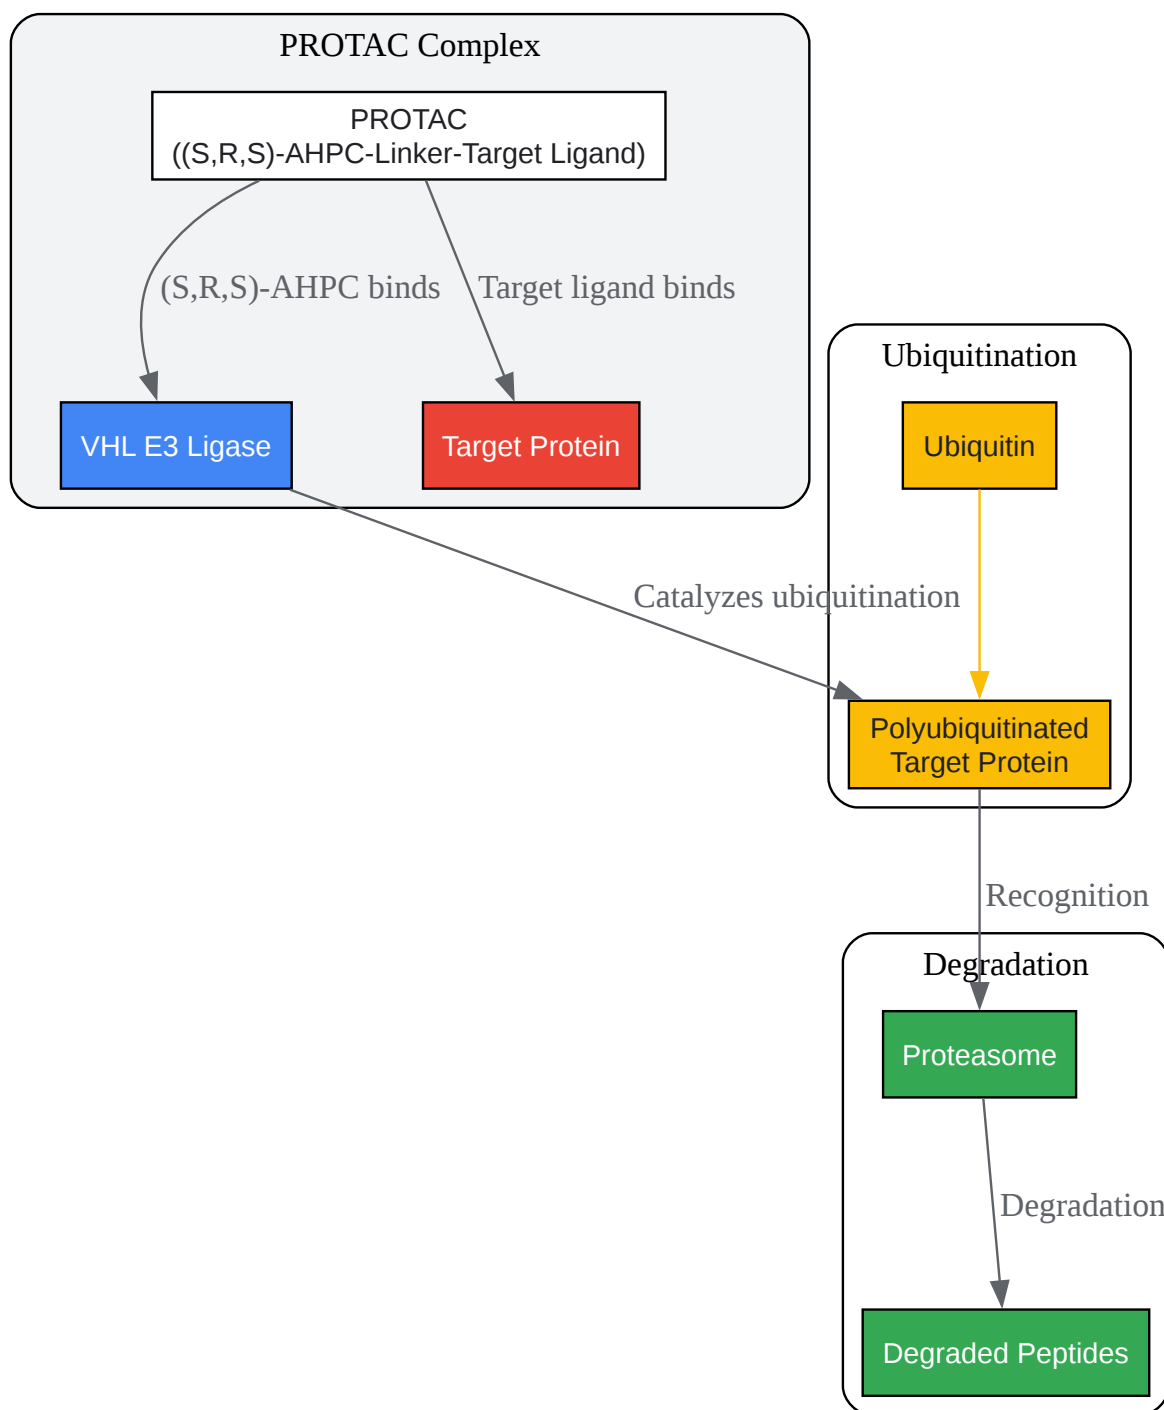 PROTAC Complex
PROTAC
((S,R,S)-AHPC-Linker-Target Ligand)
(S,R,S)-AHPC binds
Target ligand binds
VHL E3 Ligase
Target Protein
Ubiquitination
Ubiquitin
Catalyzes ubiquitination
Polyubiquitinated
Target Protein
Recognition
Degradation
Proteasome
Degradation
Degraded Peptides